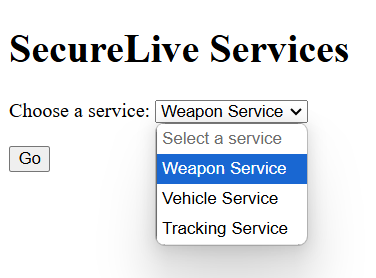 SecureLive Services
Choose a service: Weapon Service
Select a service
Weapon Service
Go
Vehicle Service
Tracking Service